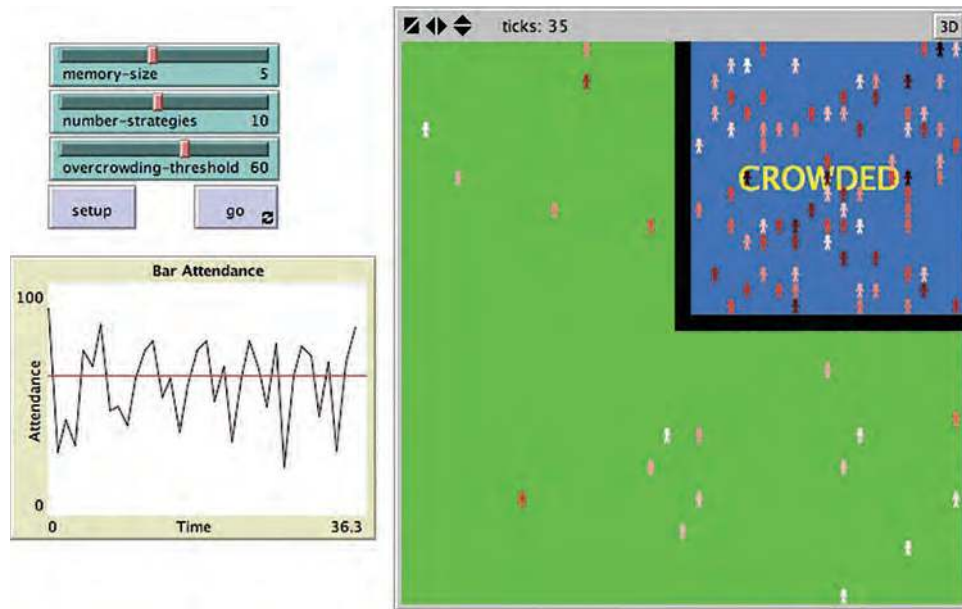 ticks: 35
3D
memory-size 5
number-strategies 10
overcrowding-threshold 60
setup
go
CROWDED
Bar Attendance
100
Attendance
0
0 Time 36.3